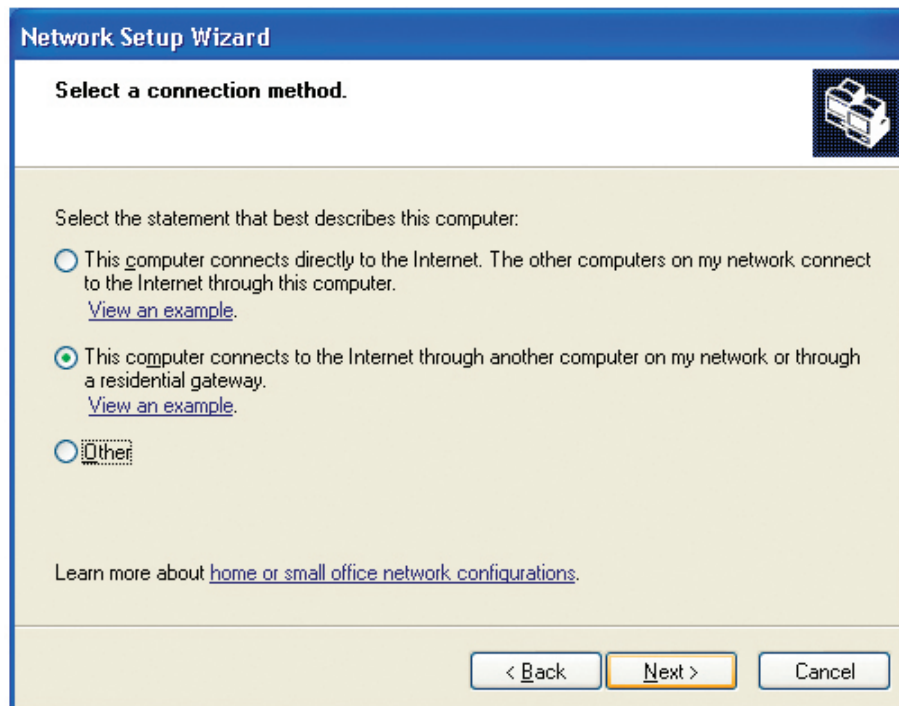 Network Setup Wizard
Select a connection method.
Select the statement that best describes this computer:
This computer connects directly to the Internet. The other computers on my network connect
to the Internet through this computer.
View an example.
This computer connects to the Internet through another computer on my network or through
a residential gateway.
View an example.
Other
Learn more about home or small office network configurations.
< Back
Next >
Cancel